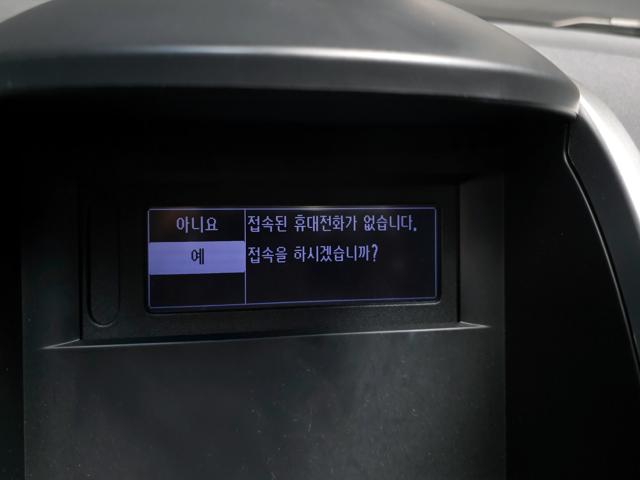 아니요
예
접속된 휴대전화가 없습니다.
접속을 하시겠습니까?